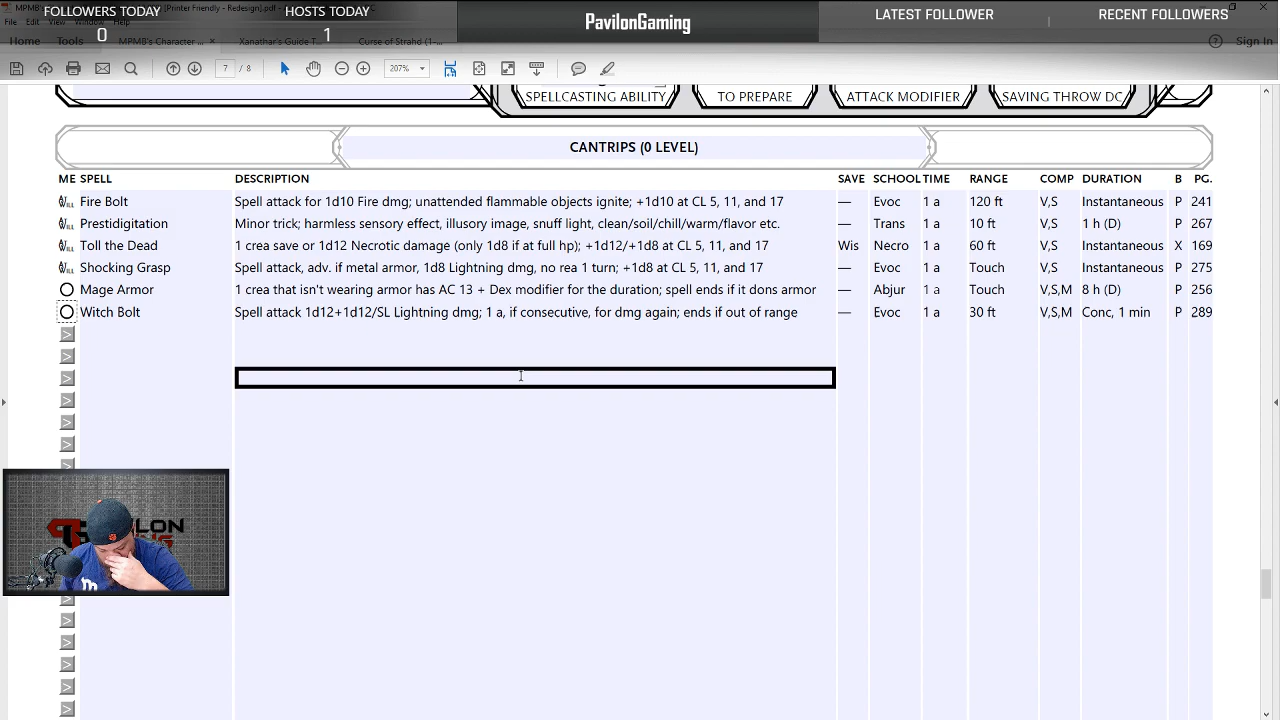 FOLLOWERS TODAY
0
HOSTS TODAY
1
PavilonGaming
LATEST FOLLOWER
RECENT FOLLOWERS
Home Tools MPMB's Character ... × Xanathar's Guide T... Curse of Strahd (1-... Sign In
7 / 8 207%
SPELLCASTING ABILITY TO PREPARE ATTACK MODIFIER SAVING THROW DC
CANTRIPS (0 LEVEL)
ME SPELL DESCRIPTION SAVE SCHOOL TIME RANGE COMP DURATION B PG.
Fire Bolt Spell attack for 1d10 Fire dmg; unattended flammable objects ignite; +1d10 at CL 5, 11, and 17 — Evoc 1 a 120 ft V,S Instantaneous P 241
Prestidigitation Minor trick; harmless sensory effect, illusory image, snuff light, clean/soil/chill/warm/flavor etc. — Trans 1 a 10 ft V,S 1 h (D) P 267
Toll the Dead 1 crea save or 1d12 Necrotic damage (only 1d8 if at full hp); +1d12/+1d8 at CL 5, 11, and 17 Wis Necro 1 a 60 ft V,S Instantaneous X 169
Shocking Grasp Spell attack, adv. if metal armor, 1d8 Lightning dmg, no rea 1 turn; +1d8 at CL 5, 11, and 17 — Evoc 1 a Touch V,S Instantaneous P 275
Mage Armor 1 crea that isn't wearing armor has AC 13 + Dex modifier for the duration; spell ends if it dons armor — Abjur 1 a Touch V,S,M 8 h (D) P 256
Witch Bolt Spell attack 1d12+1d12/SL Lightning dmg; 1 a, if consecutive, for dmg again; ends if out of range — Evoc 1 a 30 ft V,S,M Conc, 1 min P 289